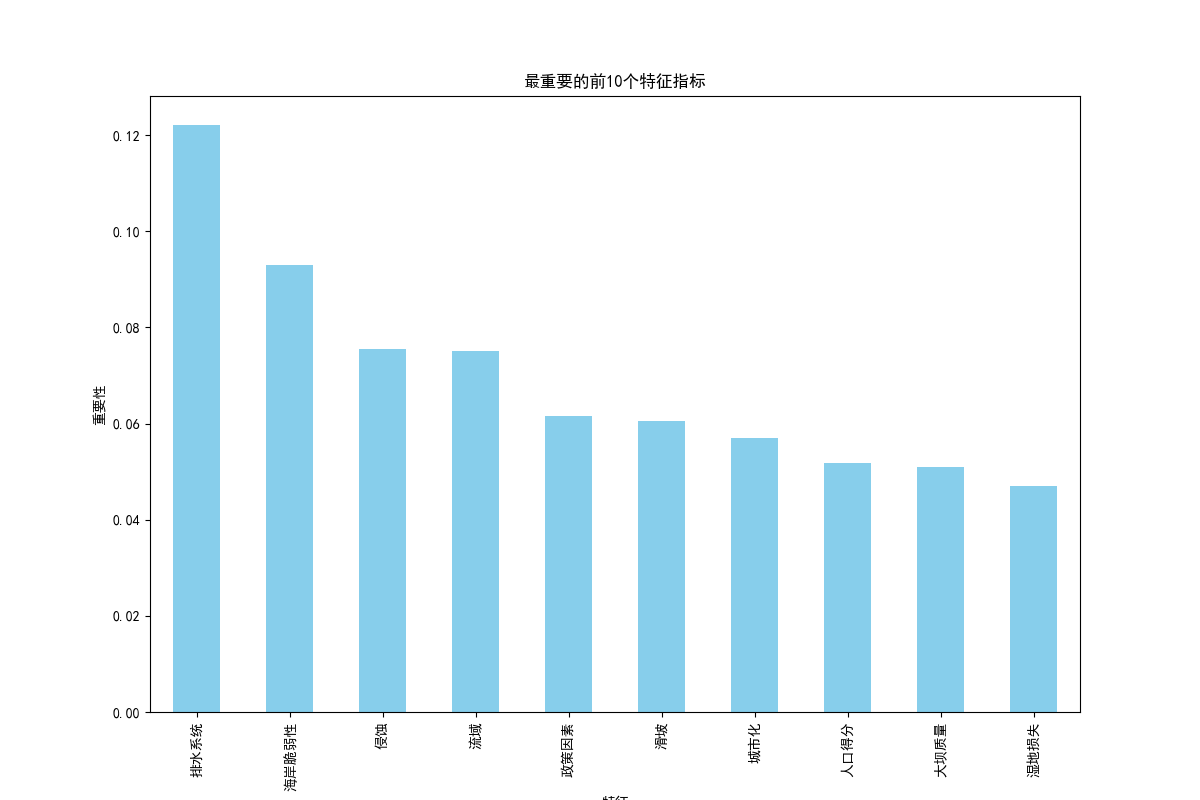 最重要的前10个特征指标
重要性
0.12
0.10
0.08
0.06
0.04
0.02
0.00
排水系统
海岸脆弱性
侵蚀
流域
政策因素
滑坡
城市化
人口得分
大坝质量
湿地损失
特征